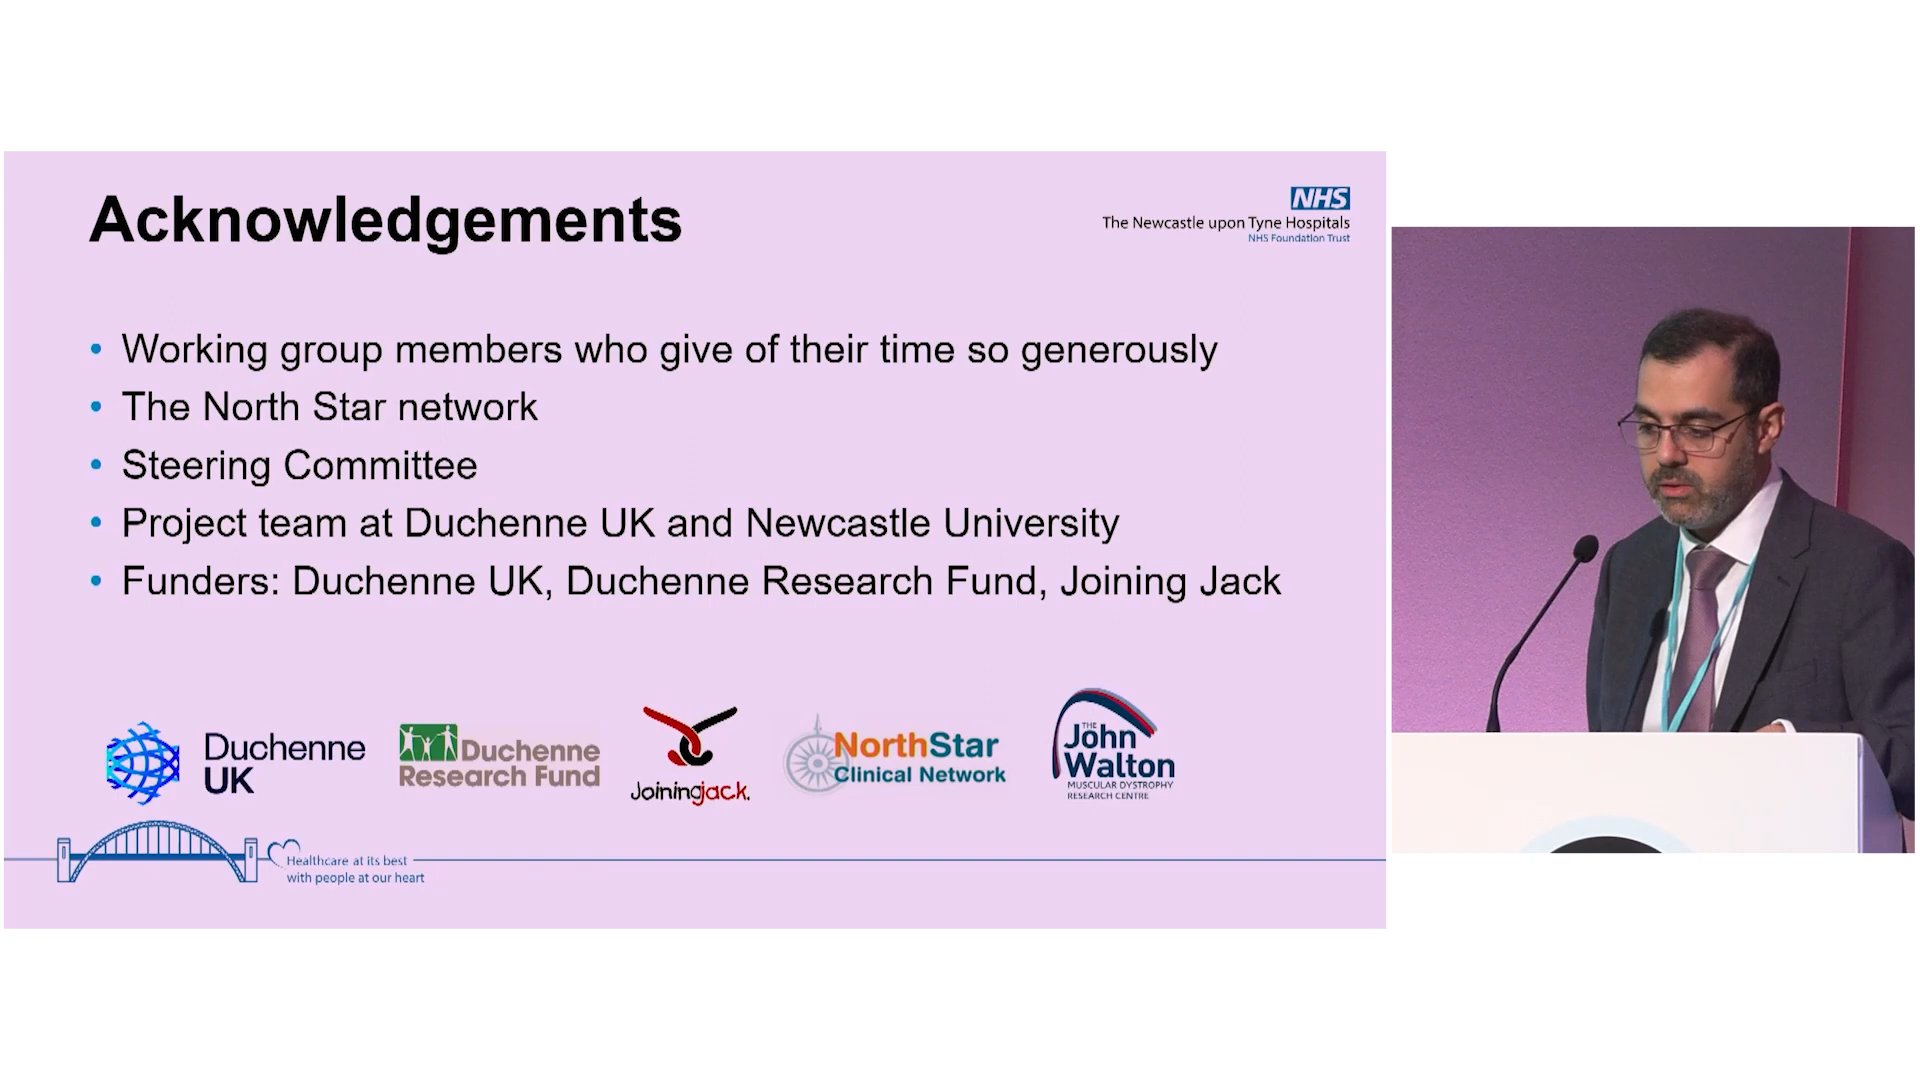 Acknowledgements
NHS
The Newcastle upon Tyne Hospitals
NHS Foundation Trust
• Working group members who give of their time so generously
• The North Star network
• Steering Committee
• Project team at Duchenne UK and Newcastle University
• Funders: Duchenne UK, Duchenne Research Fund, Joining Jack
Duchenne
UK
Duchenne
Research Fund
Joiningjack.
NorthStar
Clinical Network
THE
John
Walton
MUSCULAR DYSTROPHY
RESEARCH CENTRE
Healthcare at its best
with people at our heart